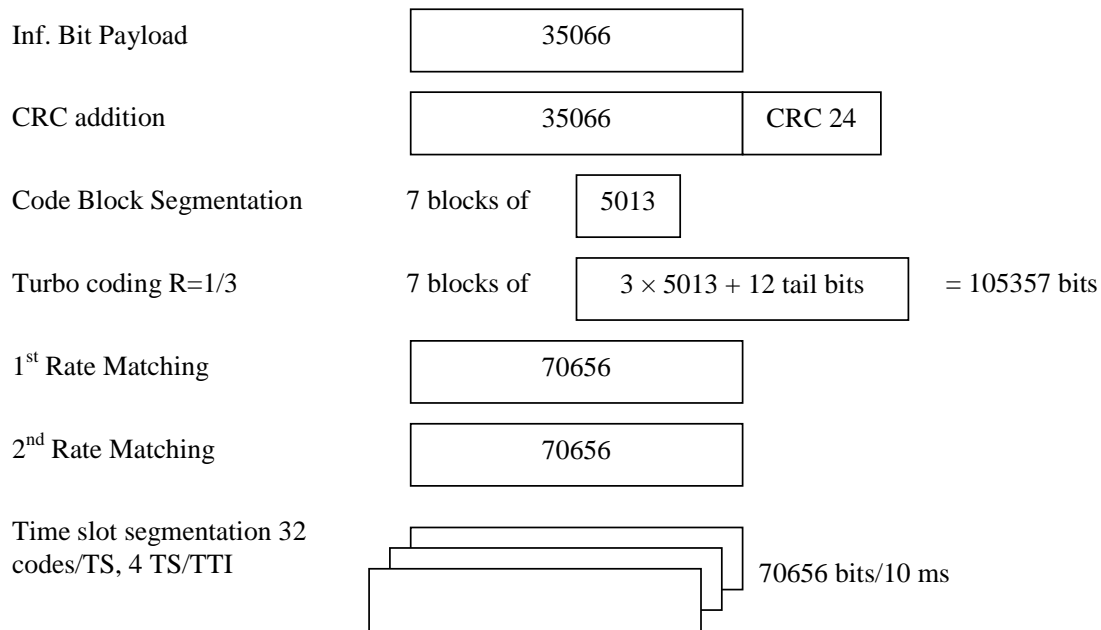 Inf. Bit Payload 35066
CRC addition 35066 CRC 24
Code Block Segmentation 7 blocks of 5013
Turbo coding R=1/3 7 blocks of 3 × 5013 + 12 tail bits = 105357 bits
1st Rate Matching 70656
2nd Rate Matching 70656
Time slot segmentation 32
codes/TS, 4 TS/TTI
70656 bits/10 ms